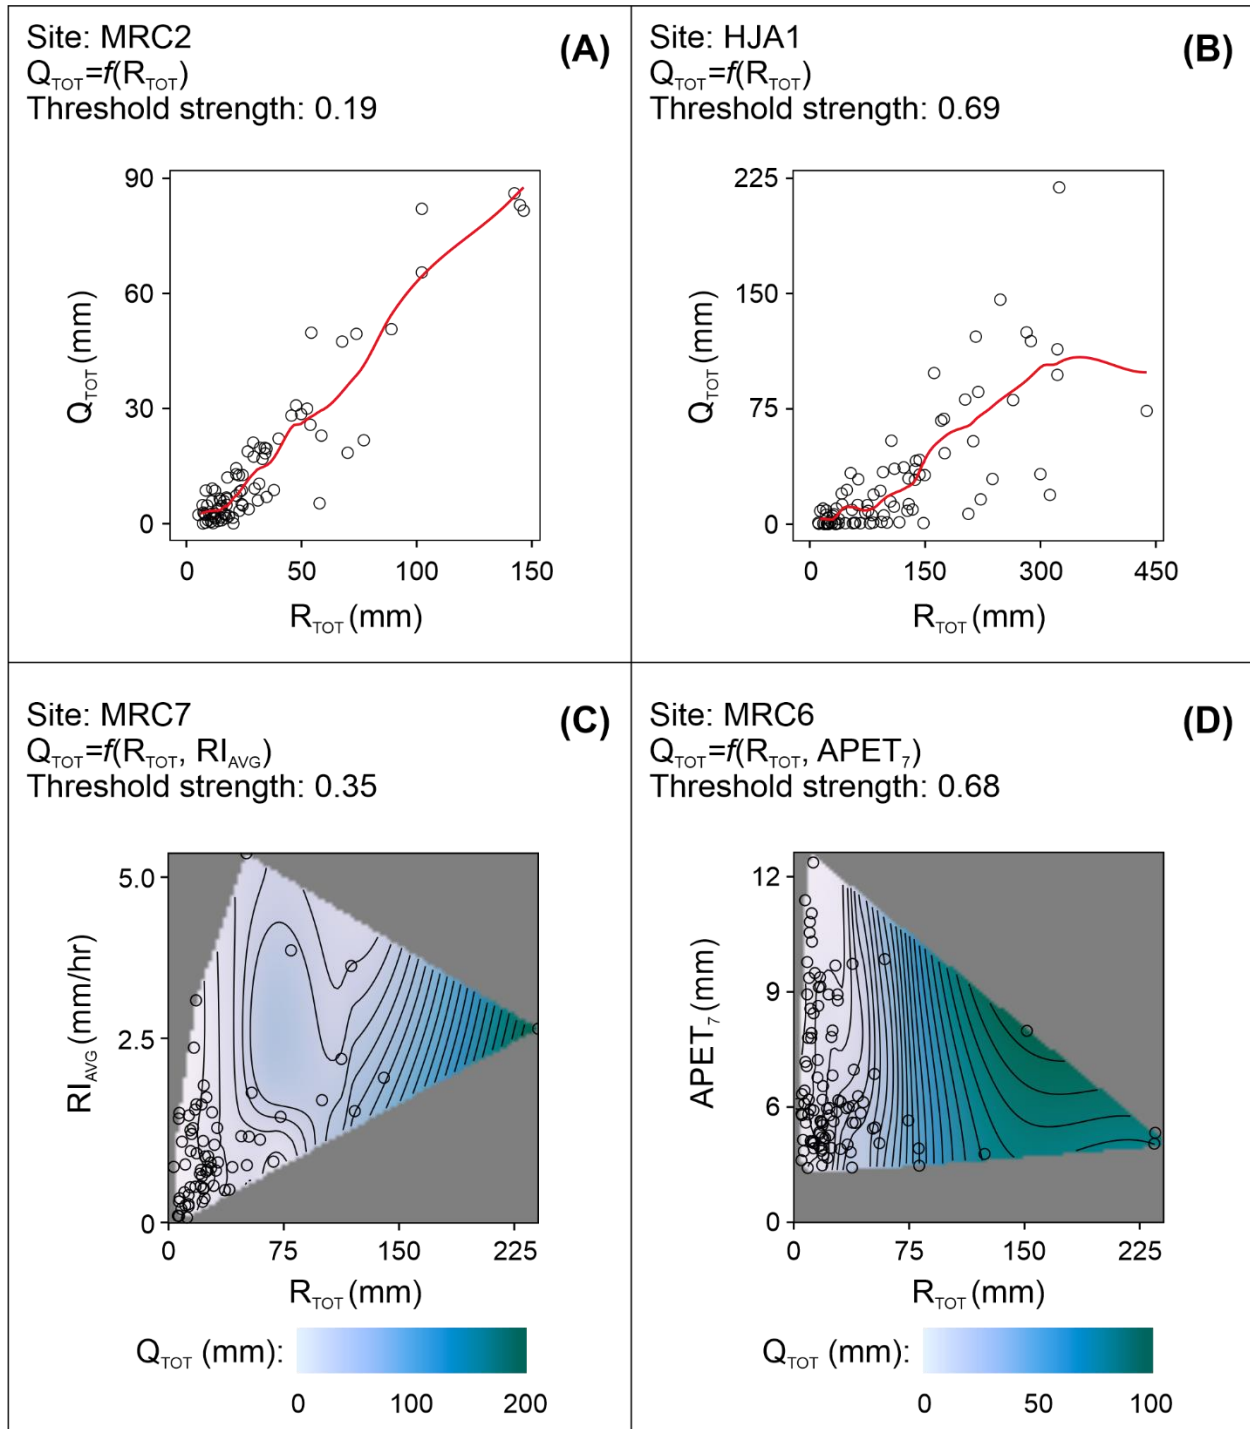 Site: MRC2
(A)
Q_TOT=f(R_TOT)
Threshold strength: 0.19
90
60
30
0
Q_TOT (mm)
0 50 100 150
R_TOT (mm)
Site: HJA1
(B)
Q_TOT=f(R_TOT)
Threshold strength: 0.69
225
150
75
0
Q_TOT (mm)
0 150 300 450
R_TOT (mm)
Site: MRC7
(C)
Q_TOT=f(R_TOT, RI_AVG)
Threshold strength: 0.35
5.0
2.5
0
RI_AVG (mm/hr)
0 75 150 225
R_TOT (mm)
Q_TOT (mm):
0 100 200
Site: MRC6
(D)
Q_TOT=f(R_TOT, APET_7)
Threshold strength: 0.68
12
9
6
0
APET_7 (mm)
0 75 150 225
R_TOT (mm)
Q_TOT (mm):
0 50 100